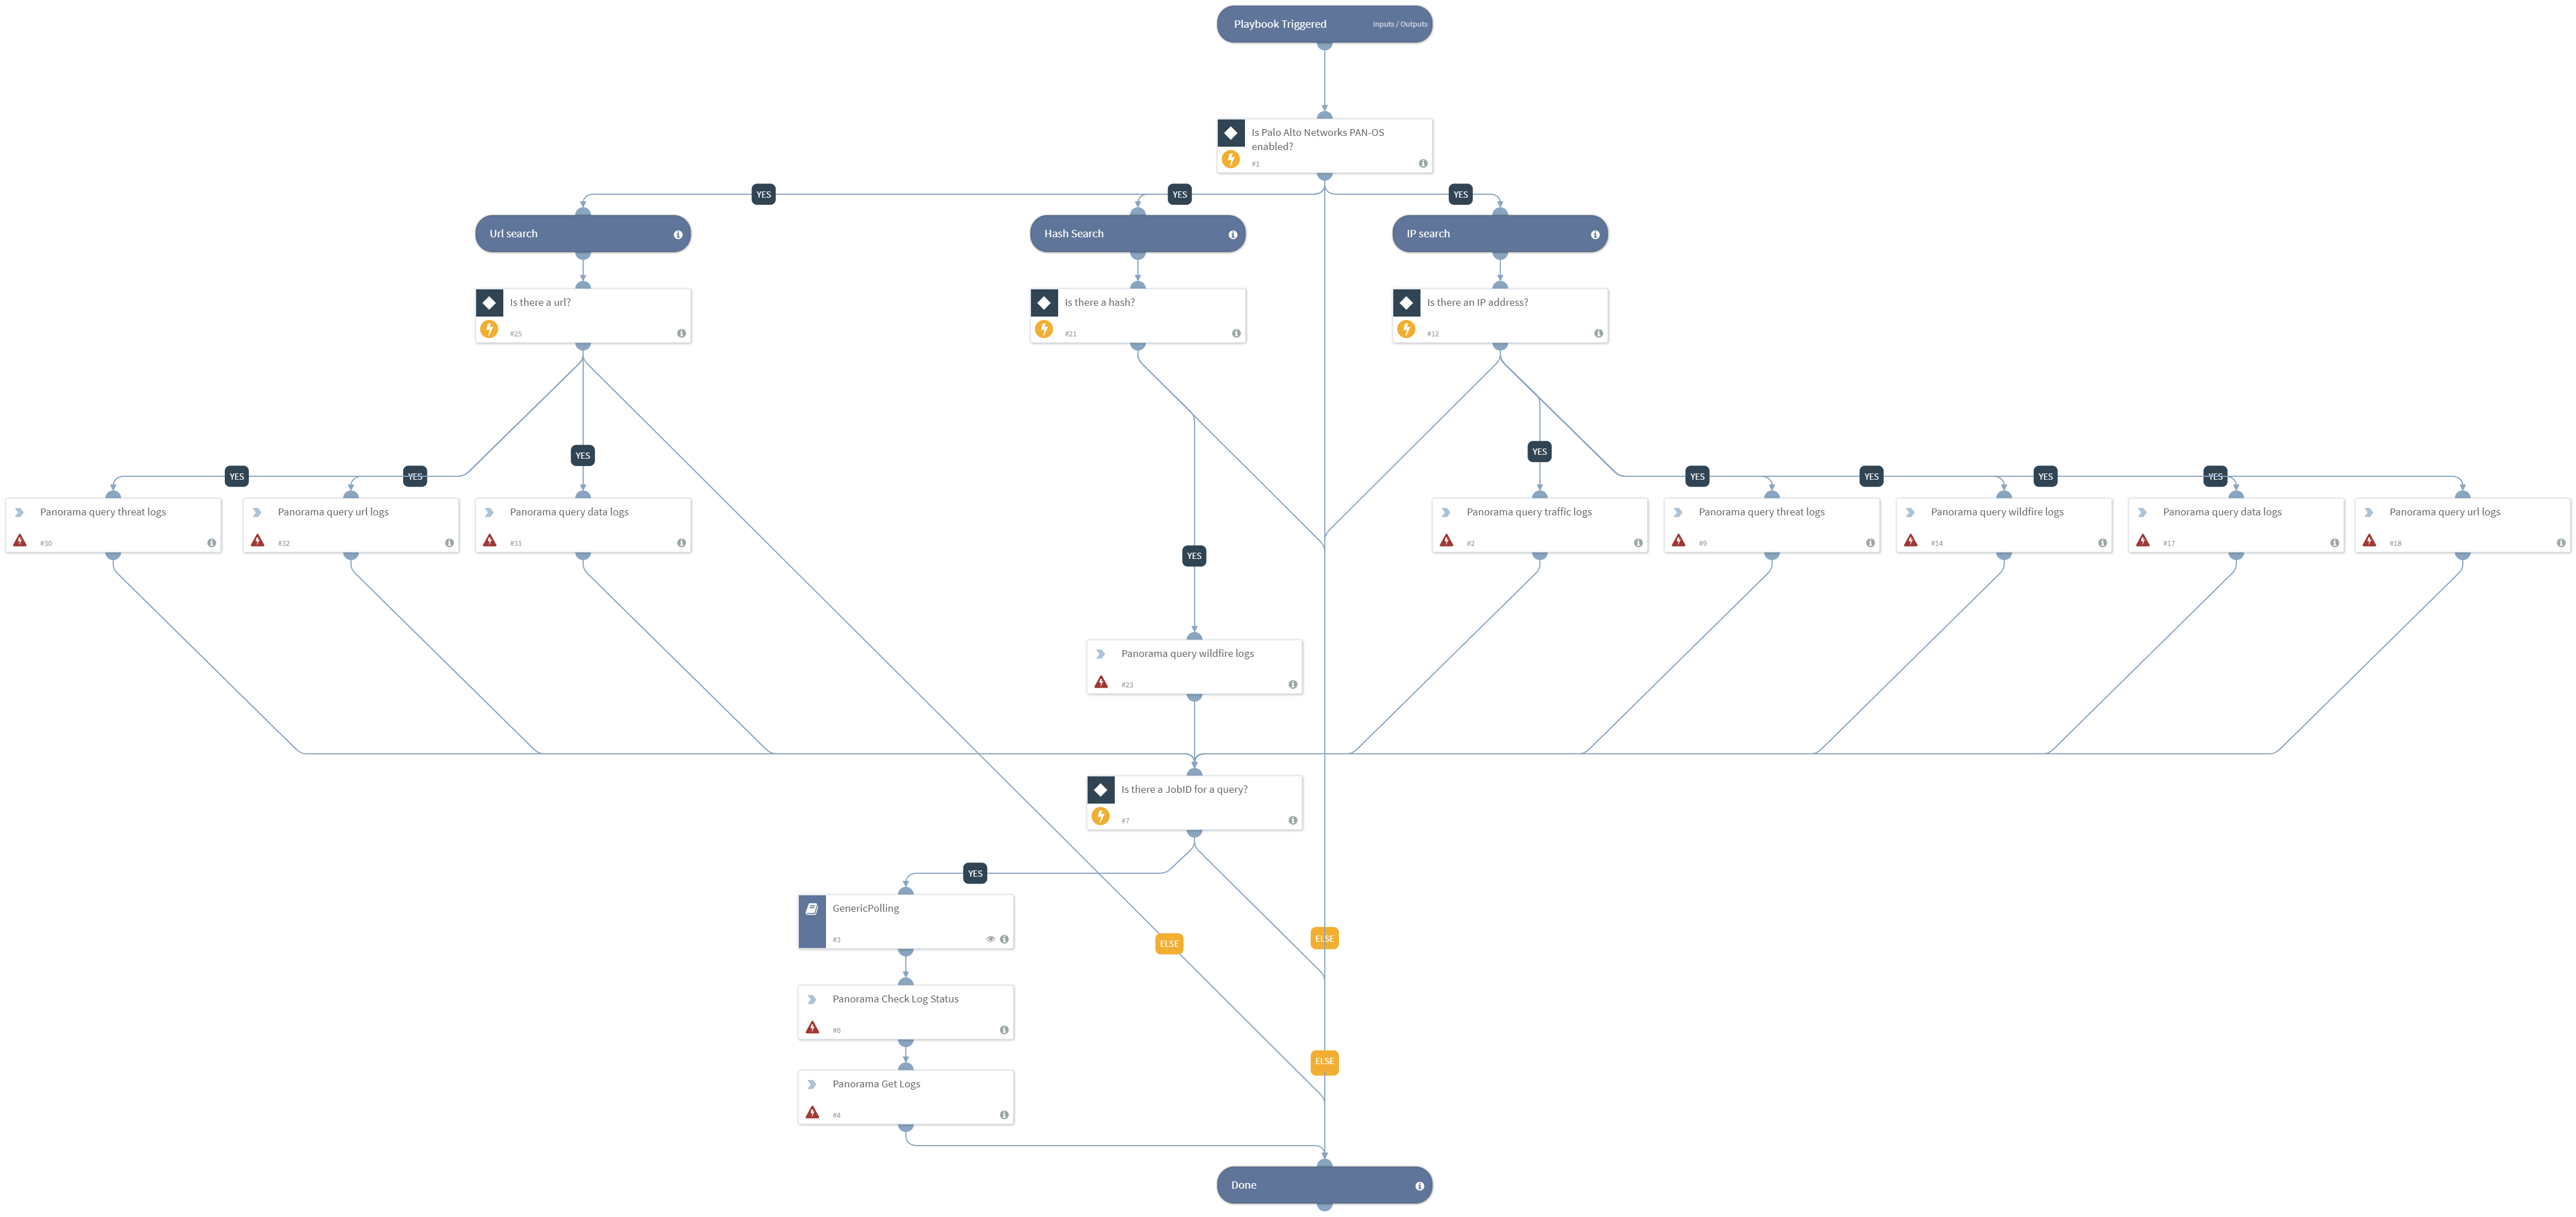 Playbook Triggered
Inputs / Outputs
Is Palo Alto Networks PAN-OS
enabled?
#1
YES
YES
YES
Url search
Hash Search
IP search
Is there a url?
#25
Is there a hash?
#21
Is there an IP address?
#12
YES
YES
YES
YES
YES
YES
YES
YES
Panorama query threat logs
#30
Panorama query url logs
#32
Panorama query data logs
#31
Panorama query traffic logs
#2
Panorama query threat logs
#9
Panorama query wildfire logs
#14
Panorama query data logs
#17
Panorama query url logs
#18
YES
Panorama query wildfire logs
#23
Is there a JobID for a query?
#7
YES
GenericPolling
#3
ELSE
ELSE
Panorama Check Log Status
#6
ELSE
Panorama Get Logs
#4
Done